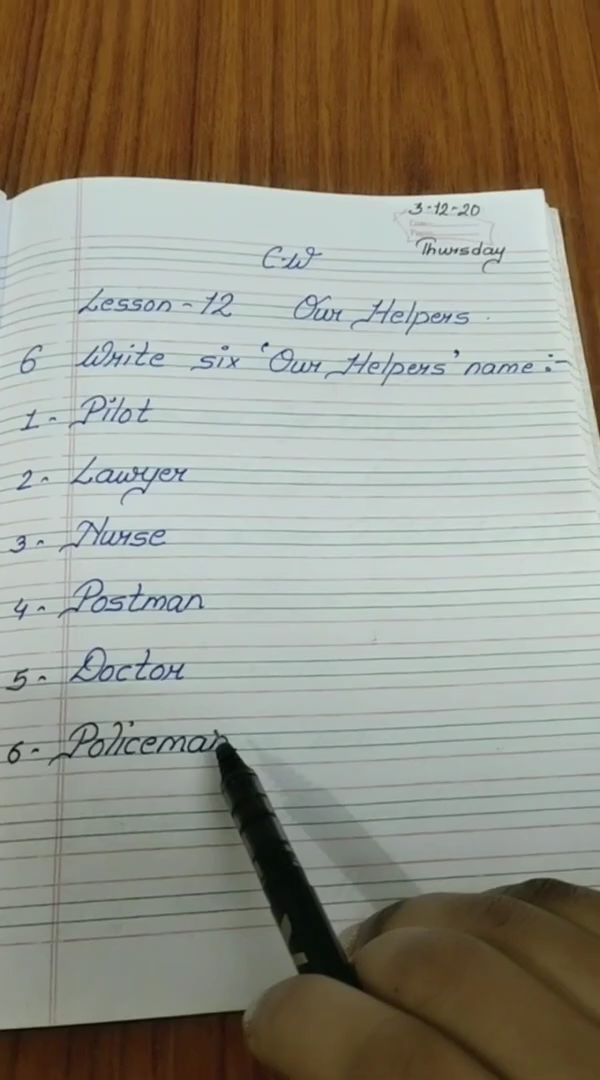 3-12-20
Thursday
C-W
Lesson-12 Our Helpers
6 Write six 'Our Helpers' name :-
1- Pilot
2- Lawyer
3- Nurse
4- Postman
5- Doctor
6- Policeman